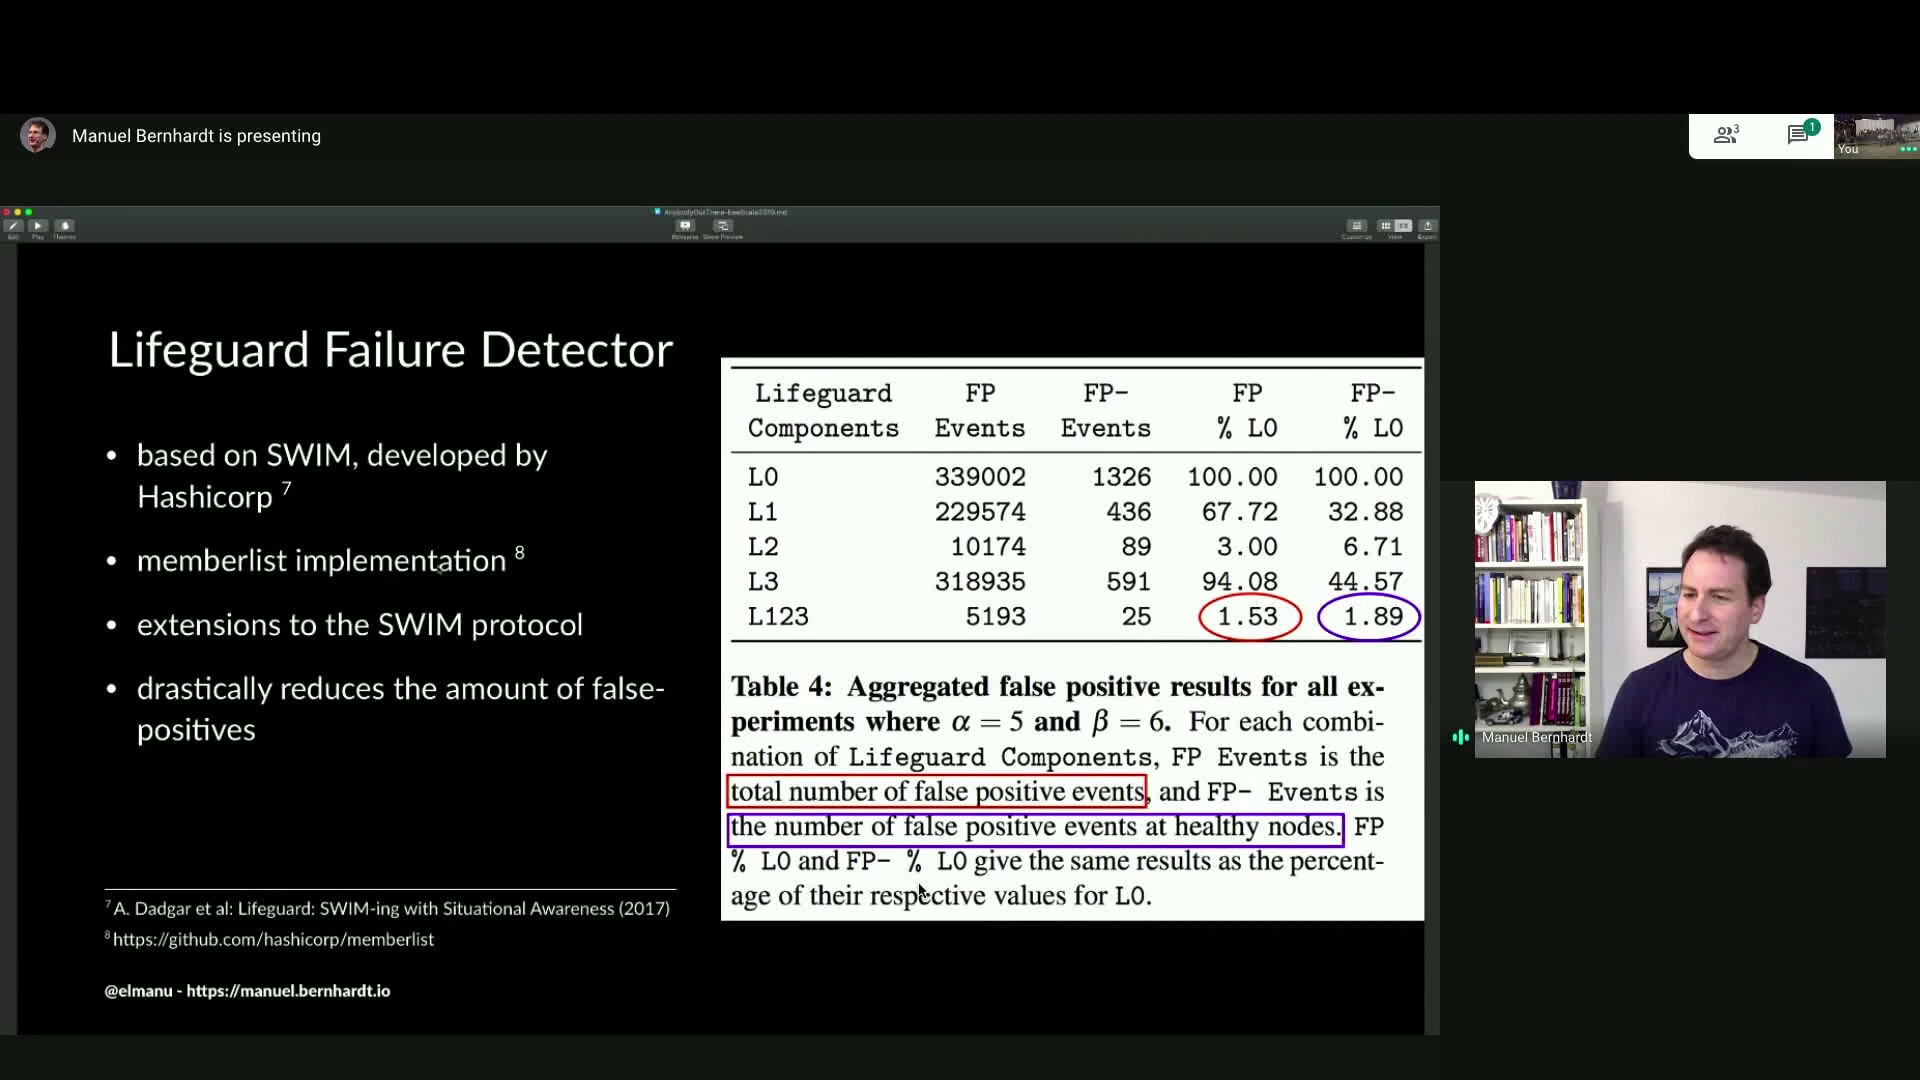 Manuel Bernhardt is presenting
3
1
You
AnybodyOutThere-ExeScale2019.md
Lifeguard Failure Detector
• based on SWIM, developed by
Hashicorp 7
• memberlist implementation 8
• extensions to the SWIM protocol
• drastically reduces the amount of false-
positives
7 A. Dadgar et al: Lifeguard: SWIM-ing with Situational Awareness (2017)
8 https://github.com/hashicorp/memberlist
@elmanu - https://manuel.bernhardt.io
Lifeguard FP FP- FP FP-
Components Events Events % L0 % L0
L0 339002 1326 100.00 100.00
L1 229574 436 67.72 32.88
L2 10174 89 3.00 6.71
L3 318935 591 94.08 44.57
L123 5193 25 1.53 1.89
Table 4: Aggregated false positive results for all ex-
periments where α = 5 and β = 6. For each combi-
nation of Lifeguard Components, FP Events is the
total number of false positive events, and FP- Events is
the number of false positive events at healthy nodes. FP
% L0 and FP- % L0 give the same results as the percent-
age of their respective values for L0.
Manuel Bernhardt